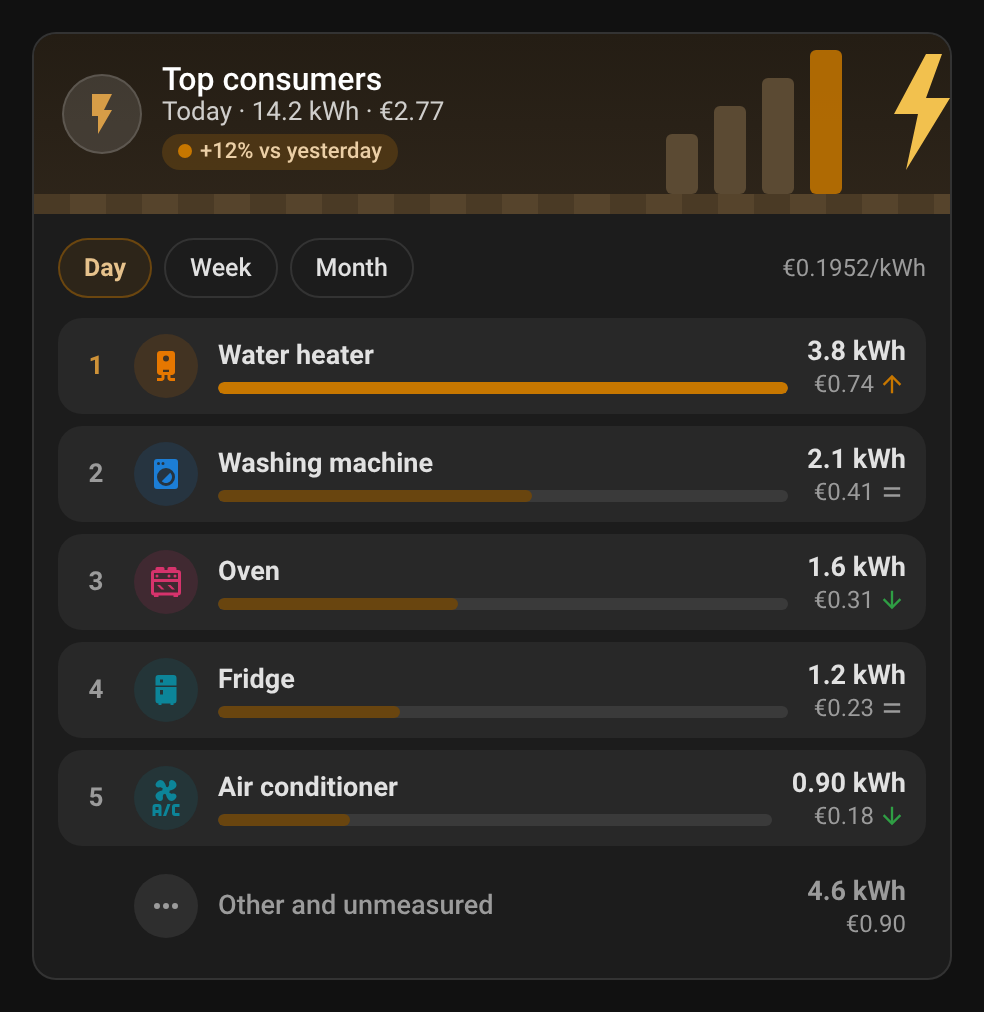 Top consumers
Today · 14.2 kWh · €2.77
+12% vs yesterday
Day Week Month €0.1952/kWh
1 Water heater 3.8 kWh
€0.74
2 Washing machine 2.1 kWh
€0.41
3 Oven 1.6 kWh
€0.31
4 Fridge 1.2 kWh
€0.23
5 Air conditioner 0.90 kWh
A/C €0.18
Other and unmeasured 4.6 kWh
€0.90